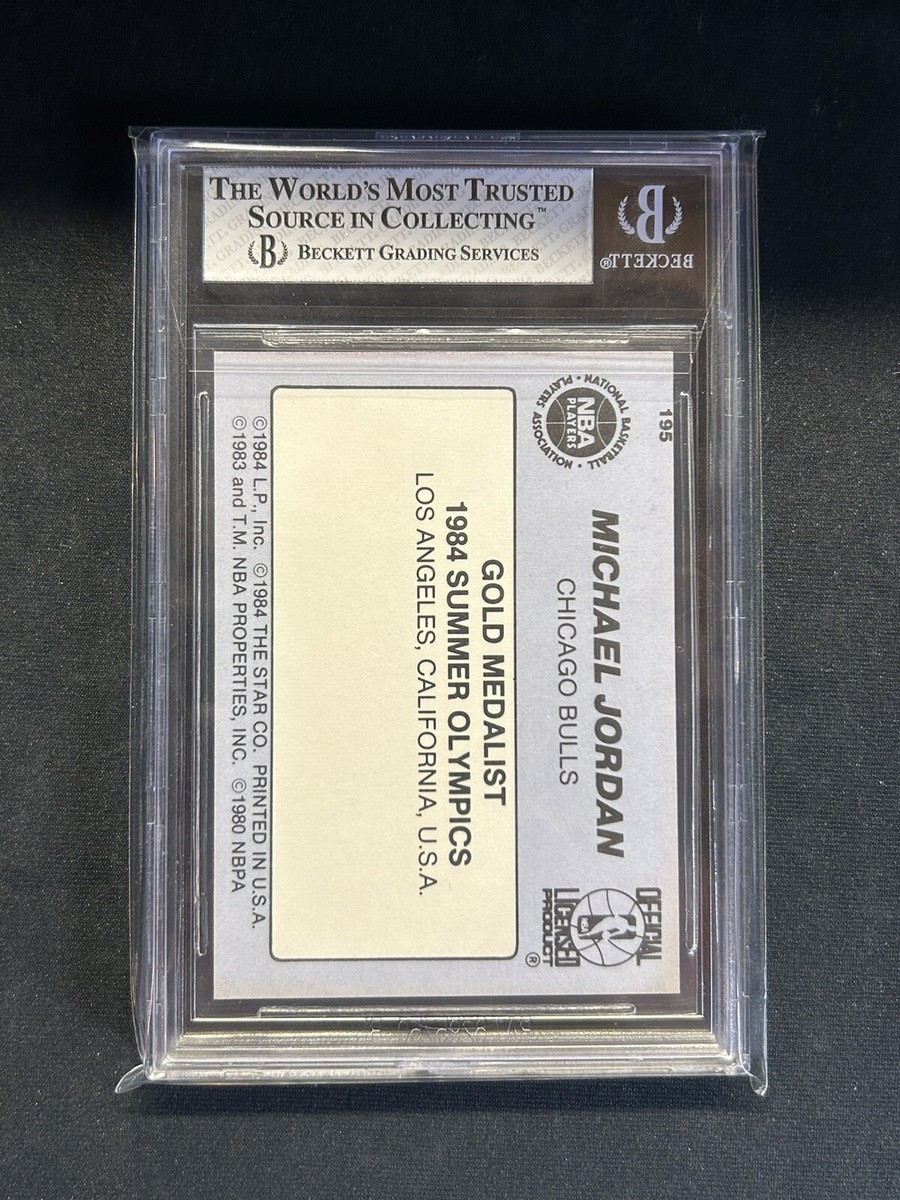 THE WORLD'S MOST TRUSTED
SOURCE IN COLLECTING™
B BECKETT GRADING SERVICES
B
BECKETT®
195
NATIONAL BASKETBALL PLAYERS ASSOCIATION
NBA
PLAYERS
MICHAEL JORDAN
CHICAGO BULLS
OFFICIAL
NBA
LICENSED
PRODUCT
®
GOLD MEDALIST
1984 SUMMER OLYMPICS
LOS ANGELES, CALIFORNIA, U.S.A.
©1984 L.P., Inc. ©1984 THE STAR CO. PRINTED IN U.S.A.
©1983 and T.M. NBA PROPERTIES, INC. ©1980 NBPA